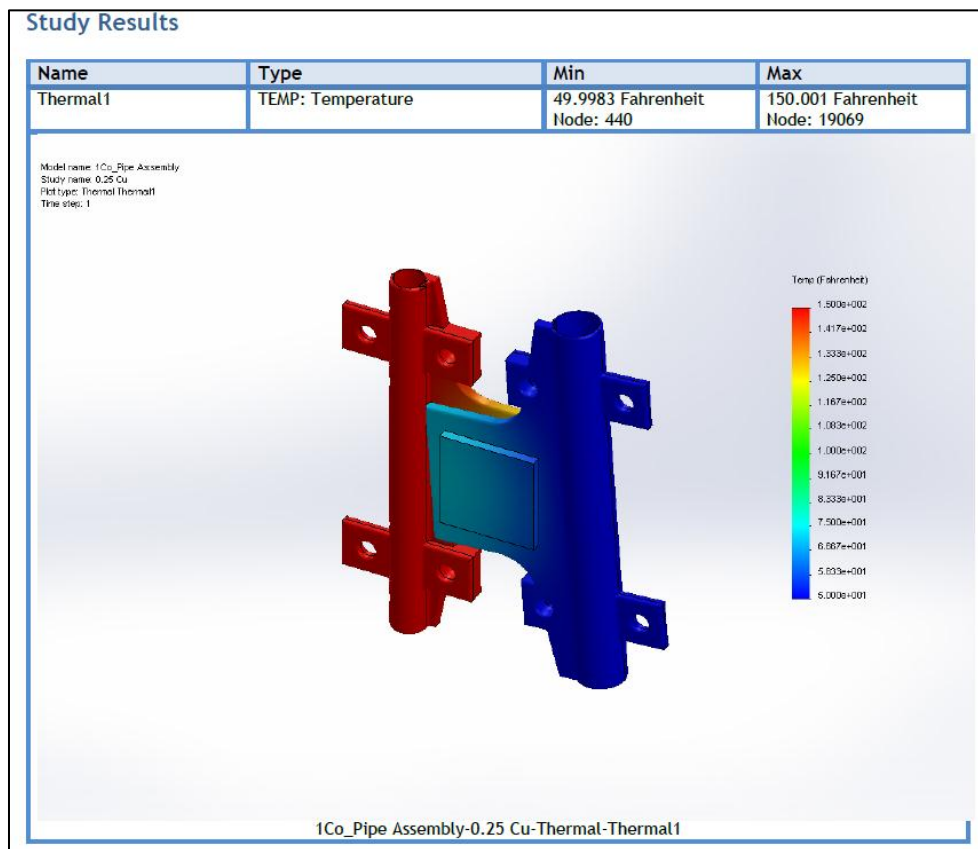 Study Results
Name Type Min Max
Thermal1 TEMP: Temperature 49.9983 Fahrenheit 150.001 Fahrenheit
Node: 440 Node: 19069
Model name: 1Co_Pipe Assembly
Study name: 0.25 Cu
Plot type: Thermal Thermal1
Time step: 1
Temp (Fahrenheit)
1.500e+002
1.417e+002
1.333e+002
1.250e+002
1.167e+002
1.083e+002
1.000e+002
9.167e+001
8.333e+001
7.500e+001
6.667e+001
5.833e+001
5.000e+001
1Co_Pipe Assembly-0.25 Cu-Thermal-Thermal1